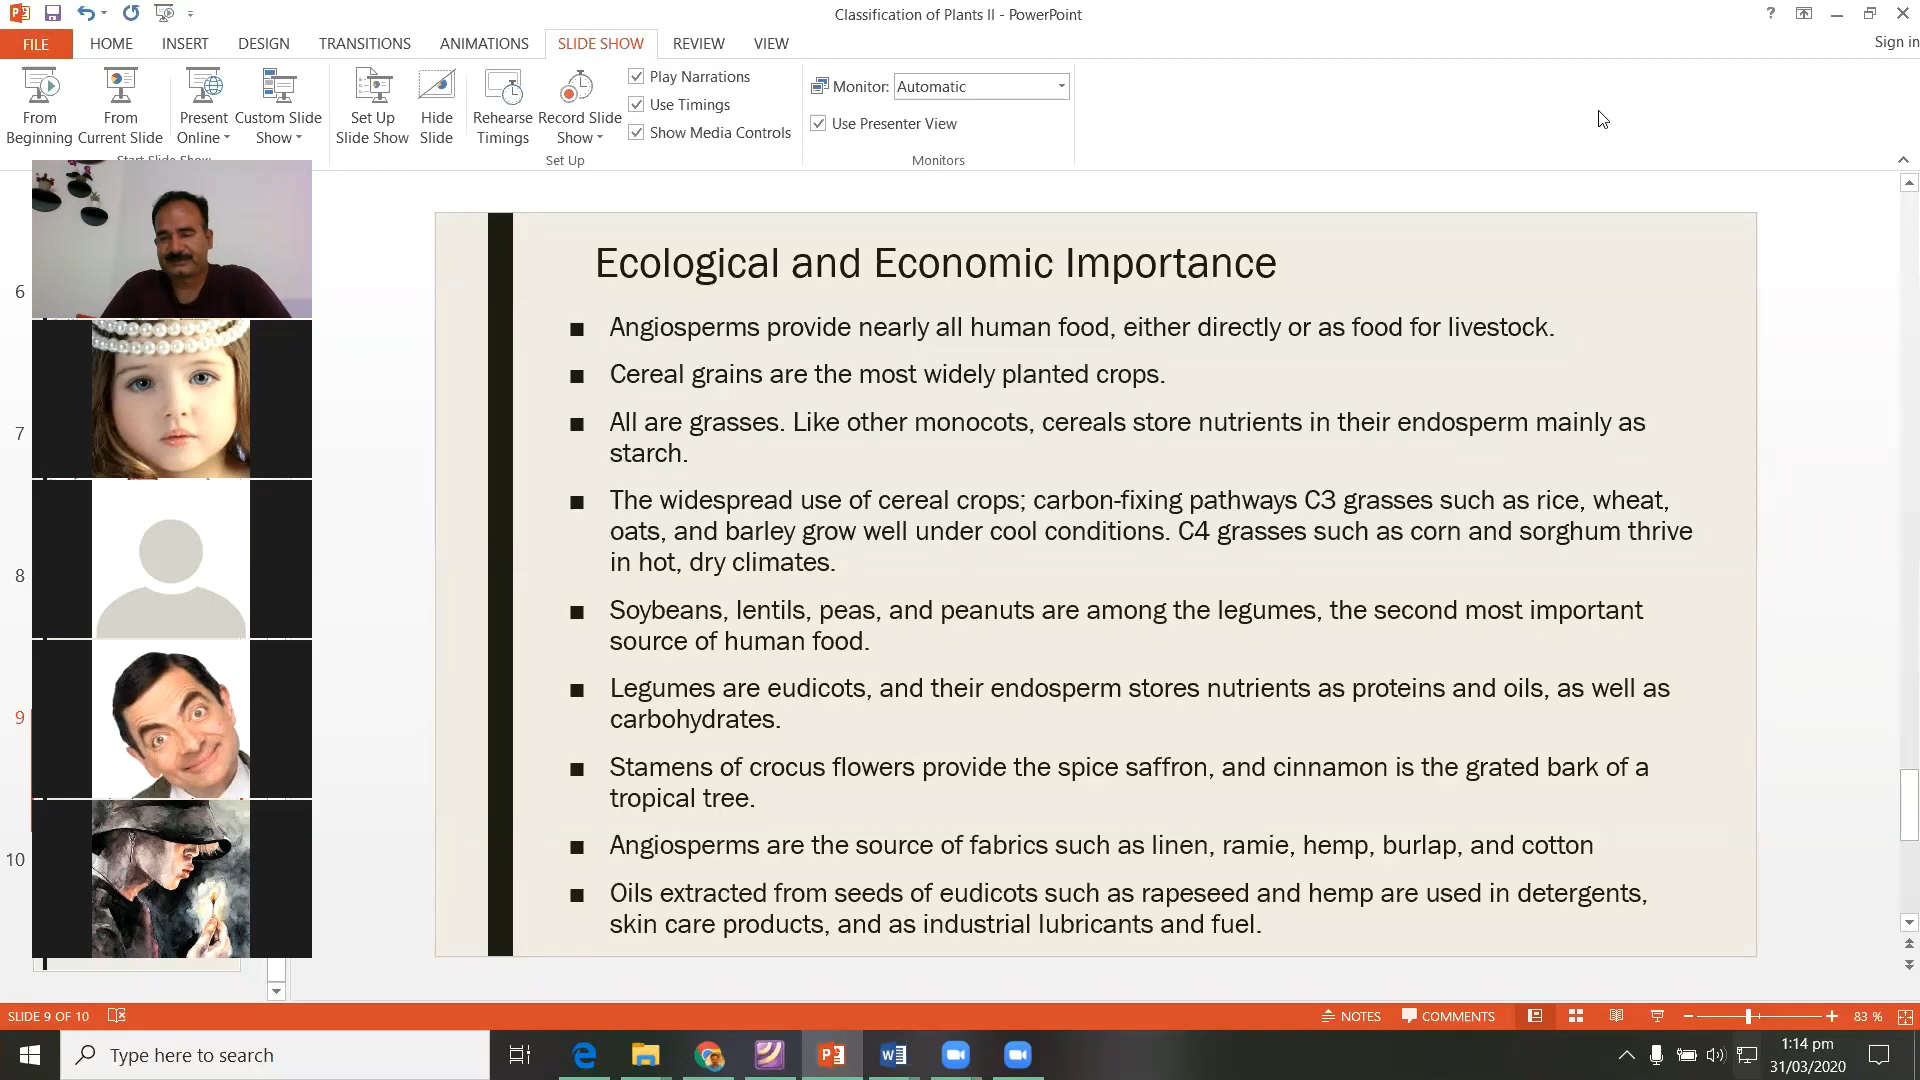 Classification of Plants II - PowerPoint
?
FILE HOME INSERT DESIGN TRANSITIONS ANIMATIONS SLIDE SHOW REVIEW VIEW
Sign in
From Beginning
From Current Slide
Present Online
Custom Slide Show
Set Up Slide Show
Hide Slide
Rehearse Timings
Record Slide Show
Play Narrations
Use Timings
Show Media Controls
Monitor: Automatic
Use Presenter View
Start Slide Show
Set Up
Monitors
6
7
8
9
10
Ecological and Economic Importance
■ Angiosperms provide nearly all human food, either directly or as food for livestock.
■ Cereal grains are the most widely planted crops.
■ All are grasses. Like other monocots, cereals store nutrients in their endosperm mainly as
starch.
■ The widespread use of cereal crops; carbon-fixing pathways C3 grasses such as rice, wheat,
oats, and barley grow well under cool conditions. C4 grasses such as corn and sorghum thrive
in hot, dry climates.
■ Soybeans, lentils, peas, and peanuts are among the legumes, the second most important
source of human food.
■ Legumes are eudicots, and their endosperm stores nutrients as proteins and oils, as well as
carbohydrates.
■ Stamens of crocus flowers provide the spice saffron, and cinnamon is the grated bark of a
tropical tree.
■ Angiosperms are the source of fabrics such as linen, ramie, hemp, burlap, and cotton
■ Oils extracted from seeds of eudicots such as rapeseed and hemp are used in detergents,
skin care products, and as industrial lubricants and fuel.
SLIDE 9 OF 10
NOTES COMMENTS 83 %
Type here to search
1:14 pm
31/03/2020